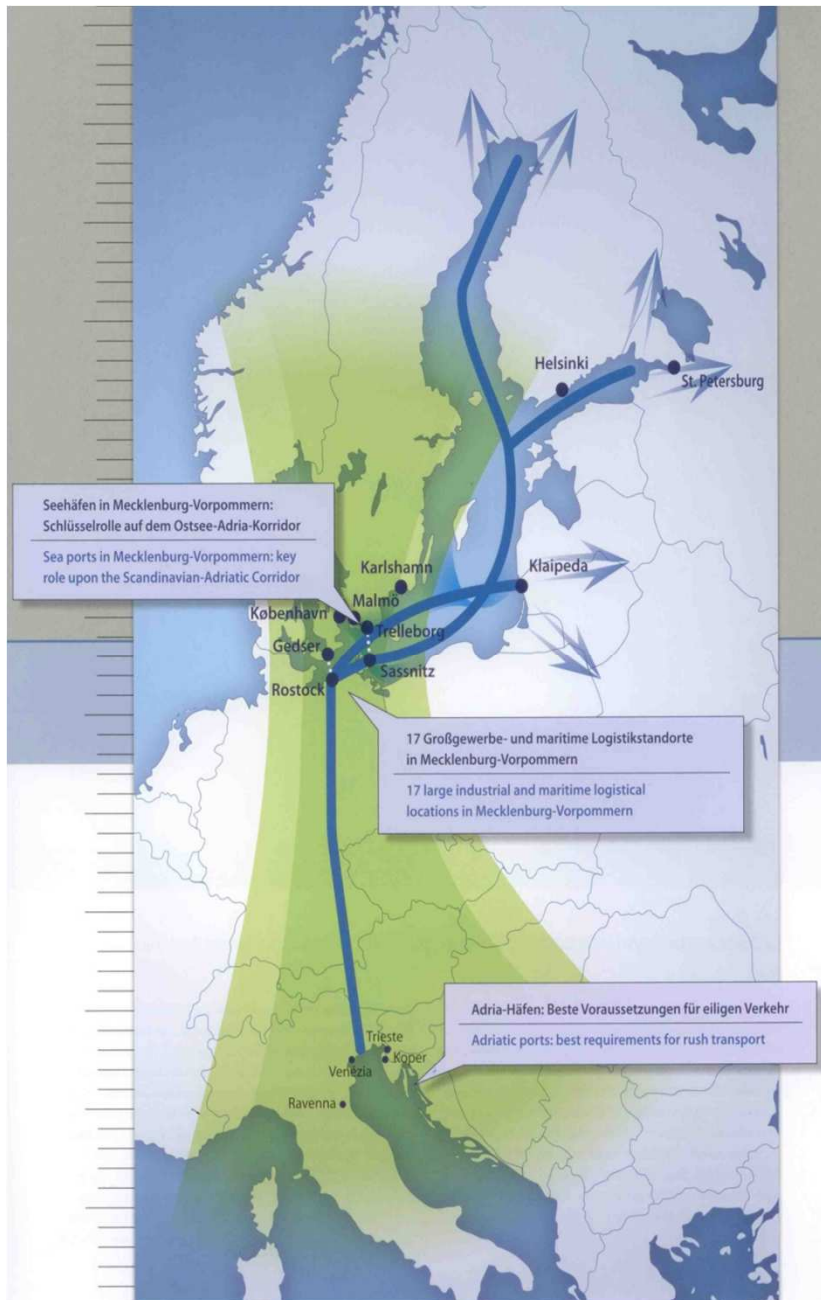 Helsinki
St. Petersburg
Seehäfen in Mecklenburg-Vorpommern:
Schlüsselrolle auf dem Ostsee-Adria-Korridor
Sea ports in Mecklenburg-Vorpommern: key
role upon the Scandinavian-Adriatic Corridor
Karlshamn
Klaipeda
Malmö
København
Trelleborg
Gedser
Sassnitz
Rostock
17 Großgewerbe- und maritime Logistikstandorte
in Mecklenburg-Vorpommern
17 large industrial and maritime logistical
locations in Mecklenburg-Vorpommern
Adria-Häfen: Beste Voraussetzungen für eiligen Verkehr
Adriatic ports: best requirements for rush transport
Trieste
Koper
Venezia
Ravenna